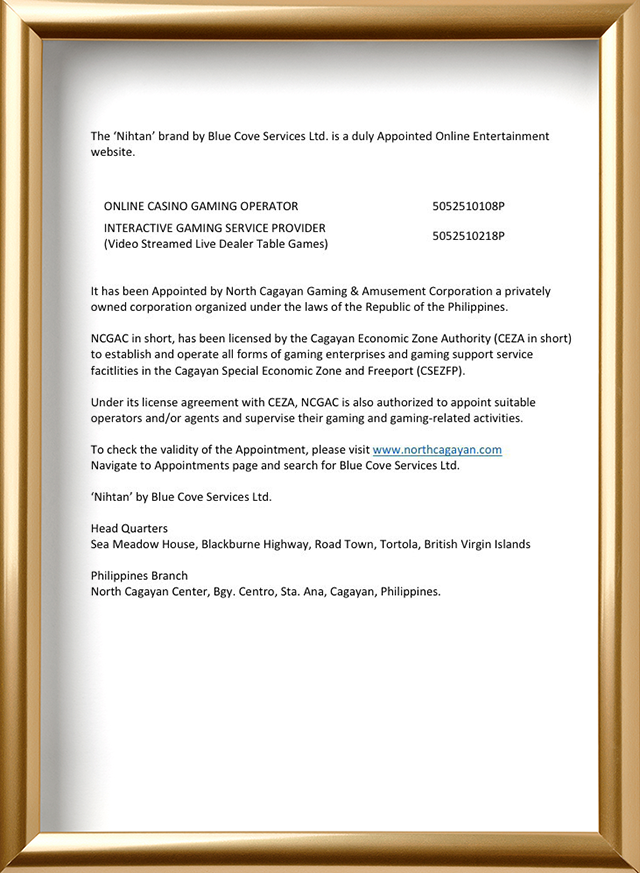 The ‘Nihtan’ brand by Blue Cove Services Ltd. is a duly Appointed Online Entertainment
website.
ONLINE CASINO GAMING OPERATOR 5052510108P
INTERACTIVE GAMING SERVICE PROVIDER
(Video Streamed Live Dealer Table Games) 5052510218P
It has been Appointed by North Cagayan Gaming & Amusement Corporation a privately
owned corporation organized under the laws of the Republic of the Philippines.
NCGAC in short, has been licensed by the Cagayan Economic Zone Authority (CEZA in short)
to establish and operate all forms of gaming enterprises and gaming support service
facitlities in the Cagayan Special Economic Zone and Freeport (CSEZFP).
Under its license agreement with CEZA, NCGAC is also authorized to appoint suitable
operators and/or agents and supervise their gaming and gaming-related activities.
To check the validity of the Appointment, please visit www.northcagayan.com
Navigate to Appointments page and search for Blue Cove Services Ltd.
‘Nihtan’ by Blue Cove Services Ltd.
Head Quarters
Sea Meadow House, Blackburne Highway, Road Town, Tortola, British Virgin Islands
Philippines Branch
North Cagayan Center, Bgy. Centro, Sta. Ana, Cagayan, Philippines.